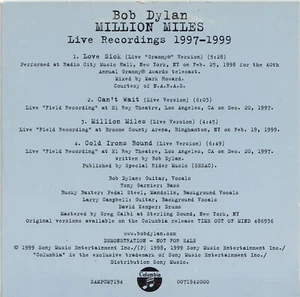 Bob Dylan
MILLION MILES
Live Recordings 1997-1999
1. Love Sick (Live "Grammy® Version) (5:28)
Performed at Radio City Music Hall, New York, NY on Feb. 25, 1998 for the 40th
Annual Grammy® Awards telecast.
Mixed by Mark Howard.
Courtesy of N.A.R.A.S.
2. Can't Wait (Live Version) (6:03)
Live "Field Recording" at El Rey Theatre, Los Angeles, CA on Dec. 20, 1997.
3. Million Miles (Live Version) (6:45)
Live "Field Recording" at Broome County Arena, Binghamton, NY on Feb. 19, 1999.
4. Cold Irons Bound (Live Version) (6:49)
Live "Field Recording" at El Rey Theatre, Los Angeles, CA on Dec. 20, 1997.
Written by Bob Dylan.
Published by Special Rider Music (SESAC).
Bob Dylan: Guitar, Vocals
Tony Garnier: Bass
Bucky Baxter: Pedal Steel, Mandolin, Background Vocals
Larry Campbell: Guitar, Background Vocals
David Kemper: Drums
Mastered by Greg Calbi at Sterling Sound, New York, NY
Original versions available on the Columbia release TIME OUT OF MIND 486936
www.bobdylan.com
DEMONSTRATION - NOT FOR SALE
© 1999 Sony Music Entertainment Inc./(P) 1998, 1999 Sony Music Entertainment Inc./
"Columbia" is the exclusive trademark of Sony Music Entertainment Inc./
Distribution Sony Music.
Columbia
SAMPCMT194